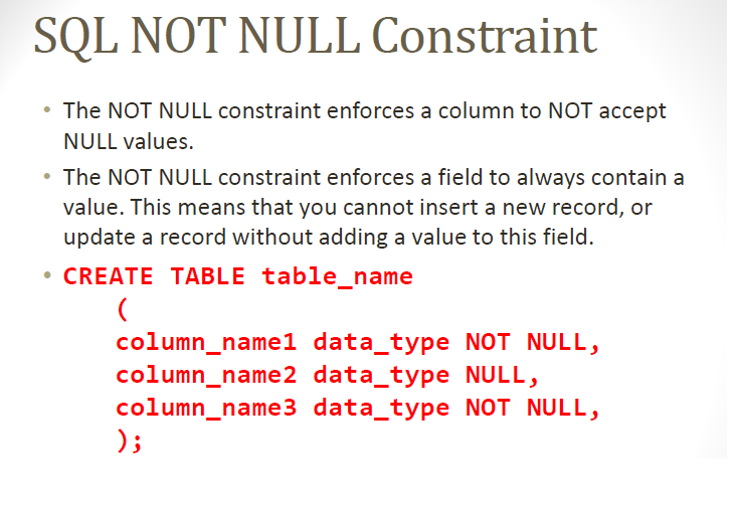 SQL NOT NULL Constraint
• The NOT NULL constraint enforces a column to NOT accept
NULL values.
• The NOT NULL constraint enforces a field to always contain a
value. This means that you cannot insert a new record, or
update a record without adding a value to this field.
• CREATE TABLE table_name
(
column_name1 data_type NOT NULL,
column_name2 data_type NULL,
column_name3 data_type NOT NULL,
);